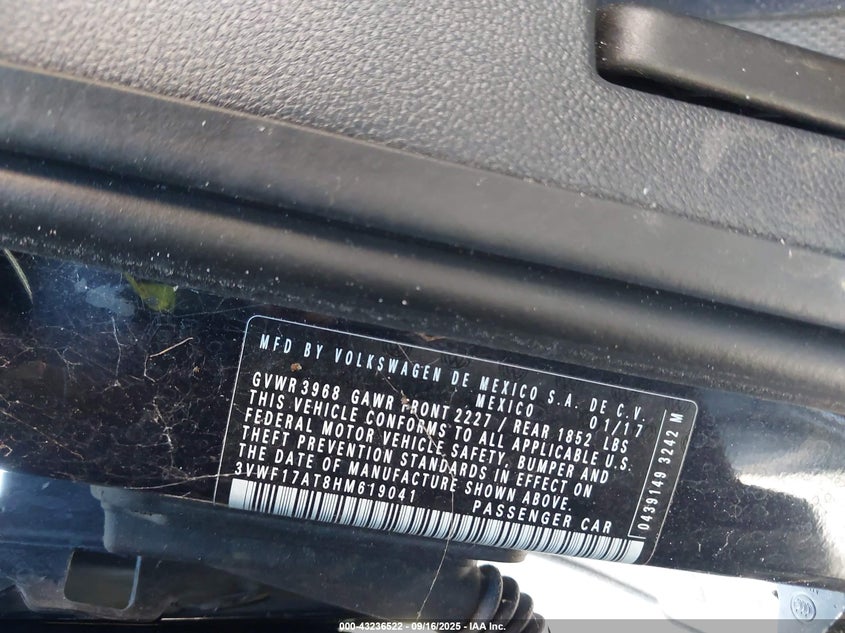 MFD BY VOLKSWAGEN DE MEXICO S.A. DE C.V.
MEXICO
01/17
GVWR 3968 GAWR FRONT 2227 / REAR 1852 LBS
THIS VEHICLE CONFORMS TO ALL APPLICABLE U.S.
FEDERAL MOTOR VEHICLE SAFETY, BUMPER AND
THEFT PREVENTION STANDARDS IN EFFECT ON
THE DATE OF MANUFACTURE SHOWN ABOVE.
3VWF17AT8HM619041
PASSENGER CAR
0439149 3242 M
000-43236522 - 09/16/2025 - IAA Inc.